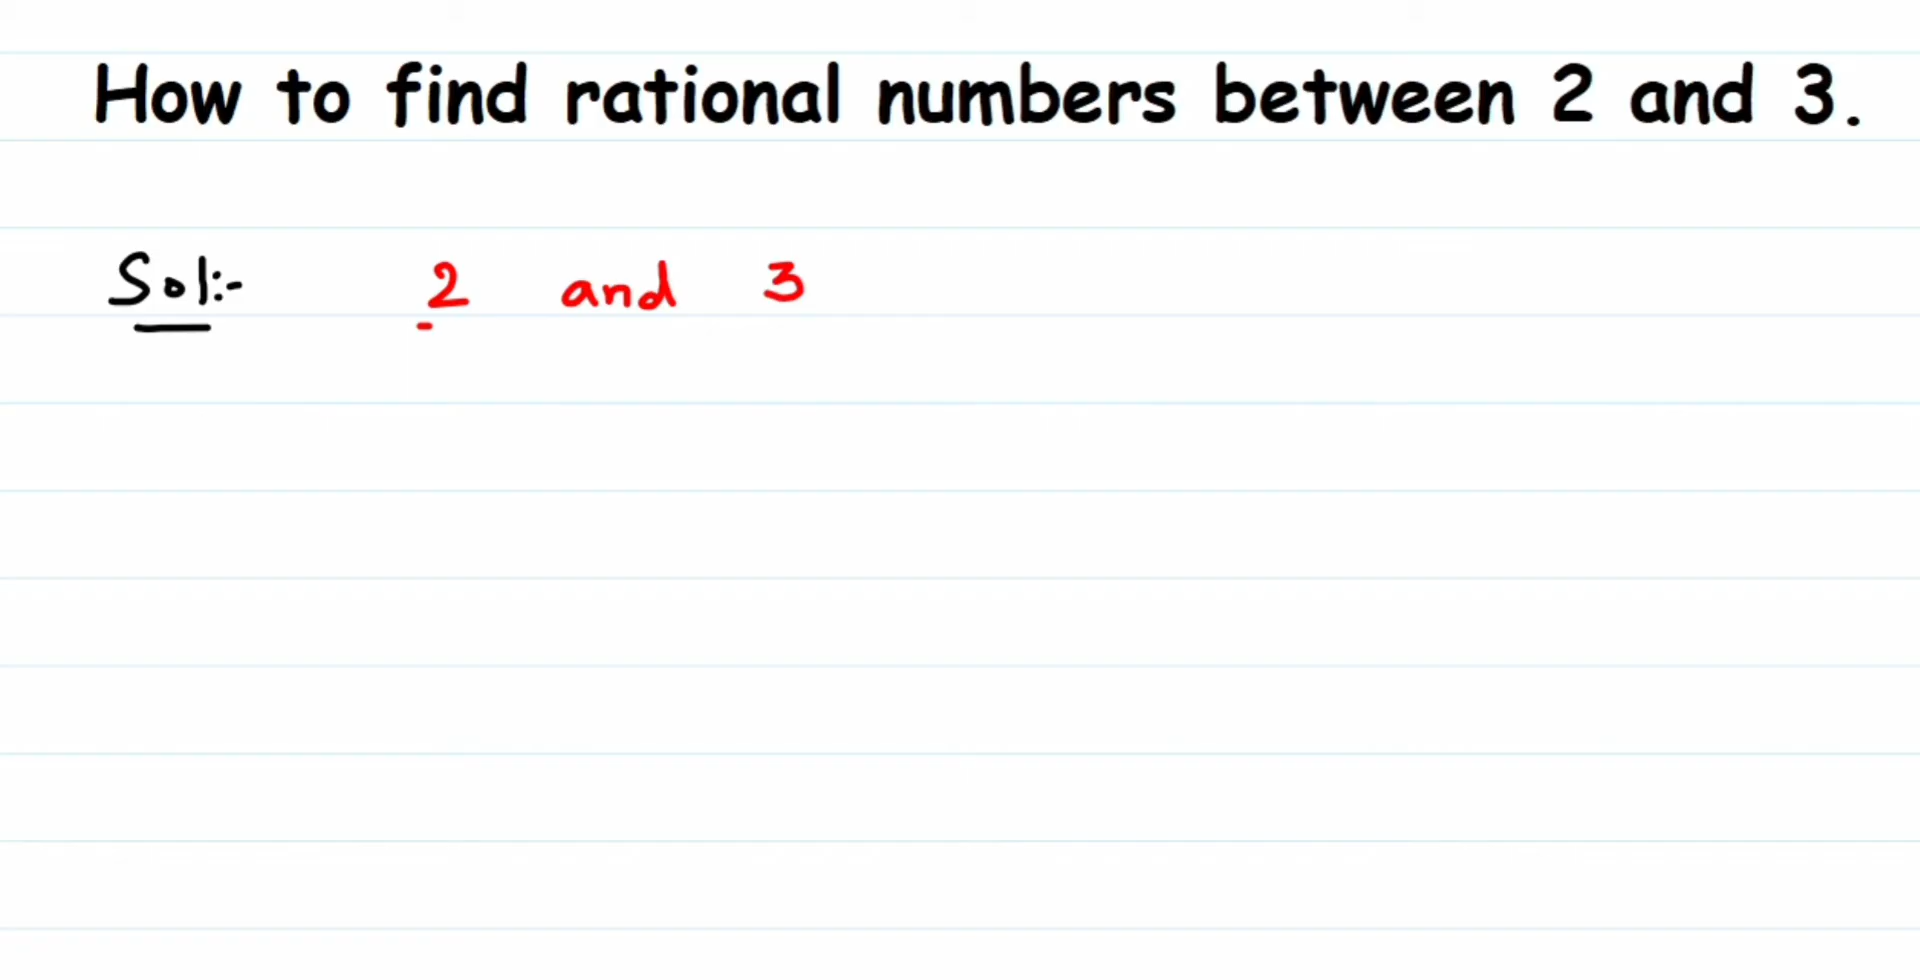 How to find rational numbers between 2 and 3.
Sol:- 2 and 3